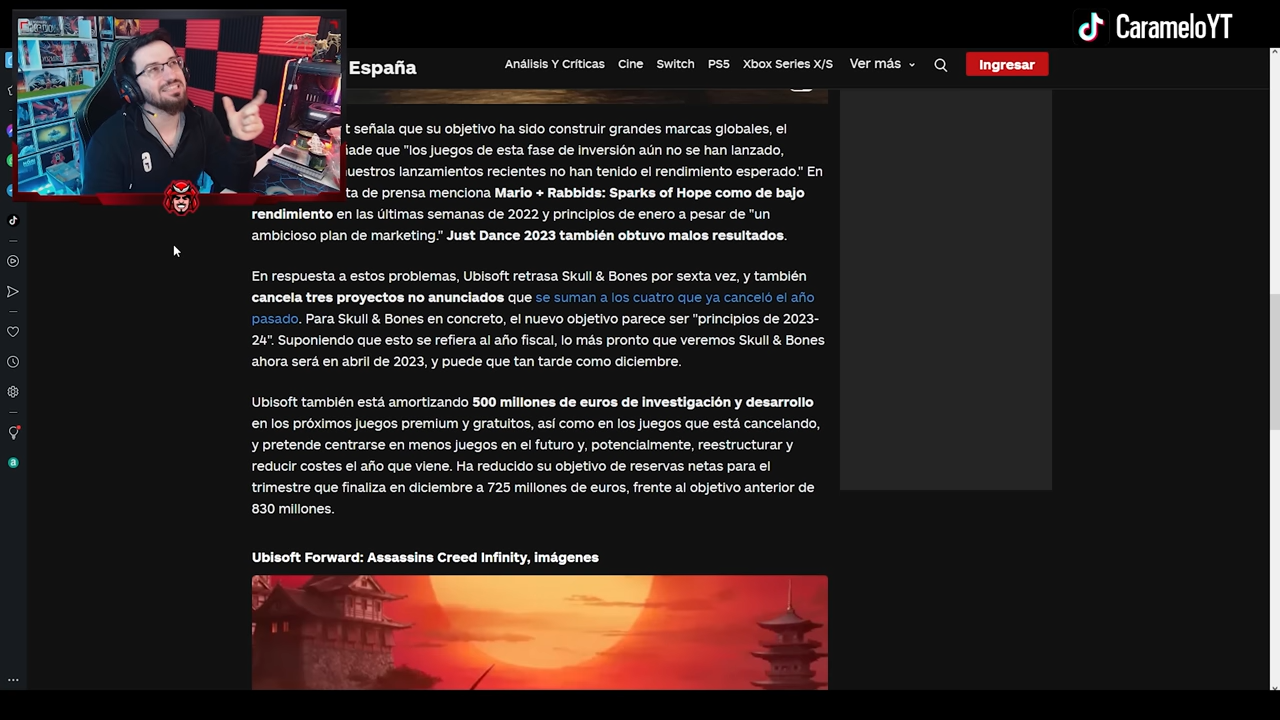 CarameloYT
España
Análisis Y Críticas Cine Switch PS5 Xbox Series X/S Ver más Ingresar
t señala que su objetivo ha sido construir grandes marcas globales, el
ade que "los juegos de esta fase de inversión aún no se han lanzado,
uestros lanzamientos recientes no han tenido el rendimiento esperado." En
ta de prensa menciona Mario + Rabbids: Sparks of Hope como de bajo
rendimiento en las últimas semanas de 2022 y principios de enero a pesar de "un
ambicioso plan de marketing." Just Dance 2023 también obtuvo malos resultados.
En respuesta a estos problemas, Ubisoft retrasa Skull & Bones por sexta vez, y también
cancela tres proyectos no anunciados que se suman a los cuatro que ya canceló el año
pasado. Para Skull & Bones en concreto, el nuevo objetivo parece ser "principios de 2023-
24". Suponiendo que esto se refiera al año fiscal, lo más pronto que veremos Skull & Bones
ahora será en abril de 2023, y puede que tan tarde como diciembre.
Ubisoft también está amortizando 500 millones de euros de investigación y desarrollo
en los próximos juegos premium y gratuitos, así como en los juegos que está cancelando,
y pretende centrarse en menos juegos en el futuro y, potencialmente, reestructurar y
reducir costes el año que viene. Ha reducido su objetivo de reservas netas para el
trimestre que finaliza en diciembre a 725 millones de euros, frente al objetivo anterior de
830 millones.
Ubisoft Forward: Assassins Creed Infinity, imágenes